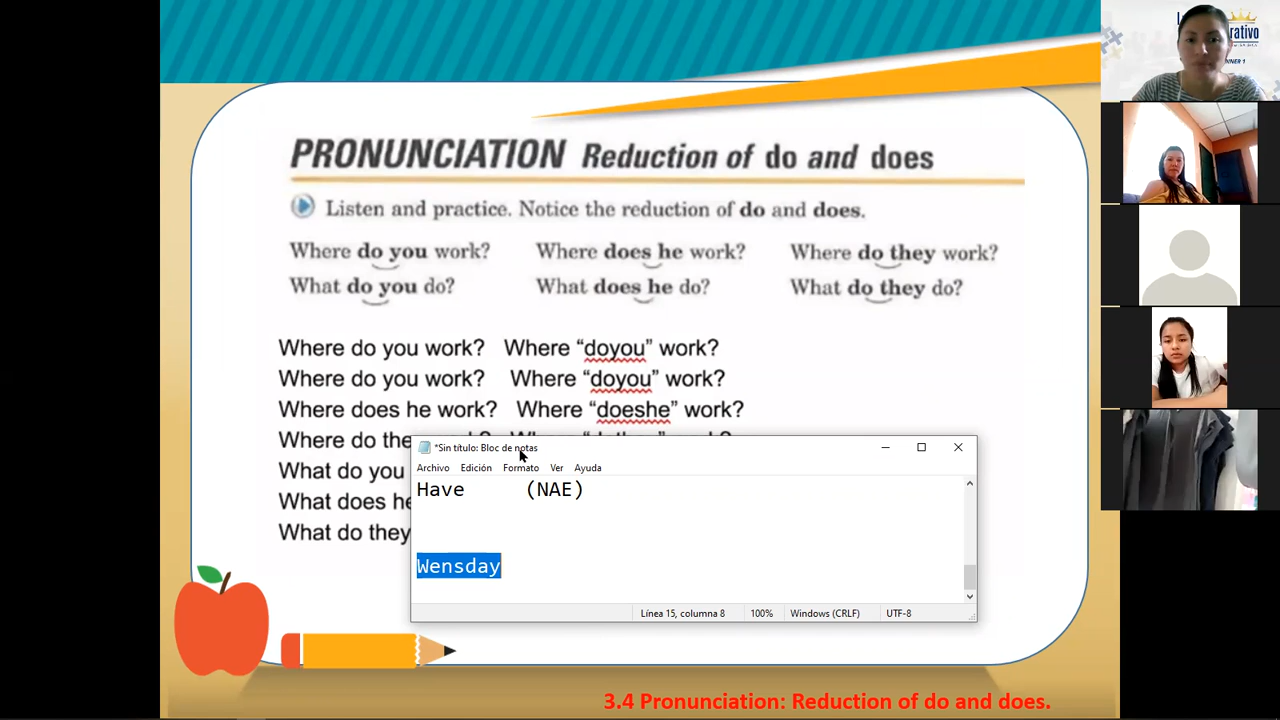 PRONUNCIATION Reduction of do and does
Listen and practice. Notice the reduction of do and does.
Where do you work? Where does he work? Where do they work?
What do you do? What does he do? What do they do?
Where do you work? Where “doyou” work?
Where do you work? Where “doyou” work?
Where does he work? Where “doeshe” work?
Where do
What do you
What does
What do they
*Sin título: Bloc de notas
Archivo Edición Formato Ver Ayuda
Have (NAE)
Wensday
Línea 15, columna 8 100% Windows (CRLF) UTF-8
3.4 Pronunciation: Reduction of do and does.